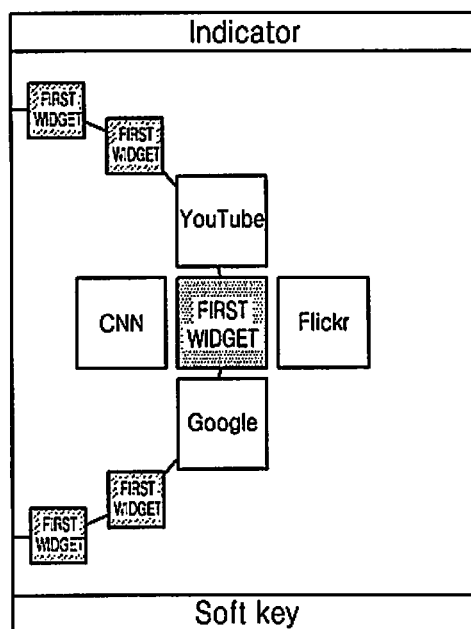 Indicator
FIRST
WIDGET
FIRST
WIDGET
YouTube
CNN
FIRST
WIDGET
Flickr
Google
FIRST
WIDGET
FIRST
WIDGET
Soft key